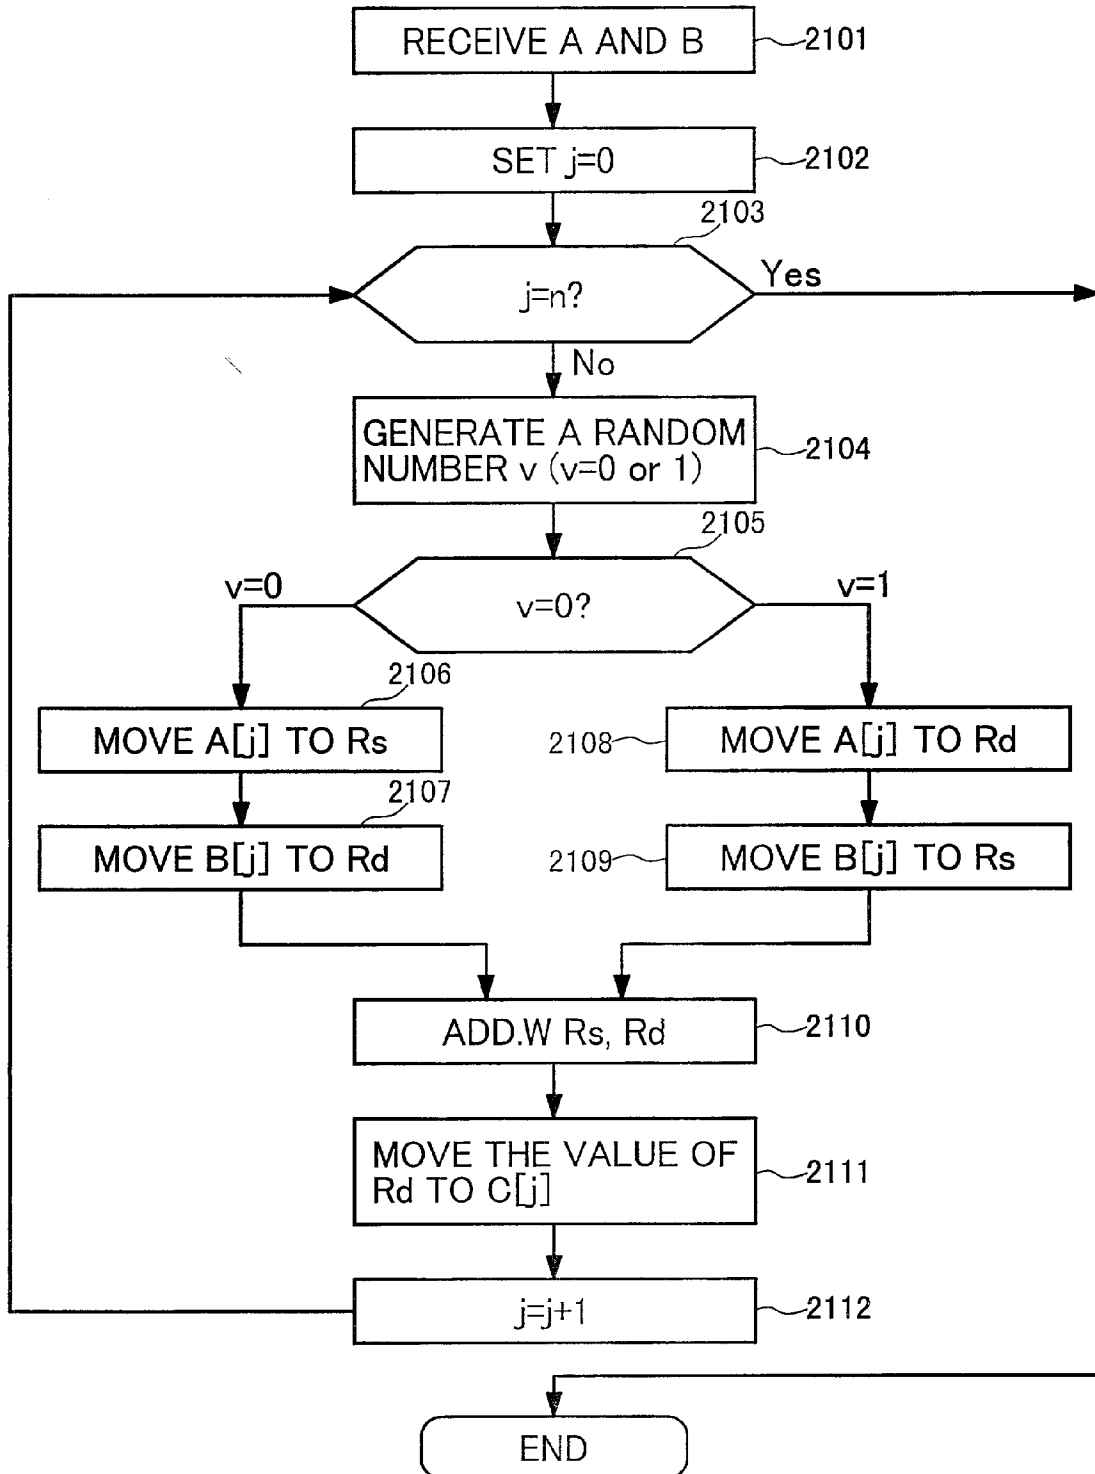 RECEIVE A AND B
2101
SET j=0
2102
2103
j=n?
Yes
No
GENERATE A RANDOM
NUMBER v (v=0 or 1)
2104
2105
v=0?
v=0
v=1
2106
MOVE A[j] TO Rs
2108
MOVE A[j] TO Rd
2107
MOVE B[j] TO Rd
2109
MOVE B[j] TO Rs
ADD.W Rs, Rd
2110
MOVE THE VALUE OF
Rd TO C[j]
2111
j=j+1
2112
END